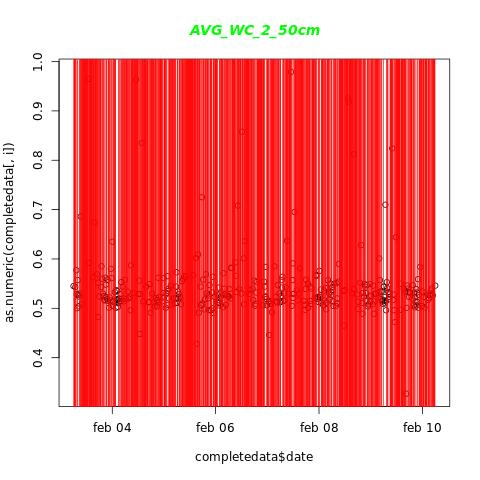 AVG_WC_2_50cm
as.numeric(completedata[, i])
1.0
0.9
0.8
0.7
0.6
0.5
0.4
feb 04
feb 06
feb 08
feb 10
completedata$date